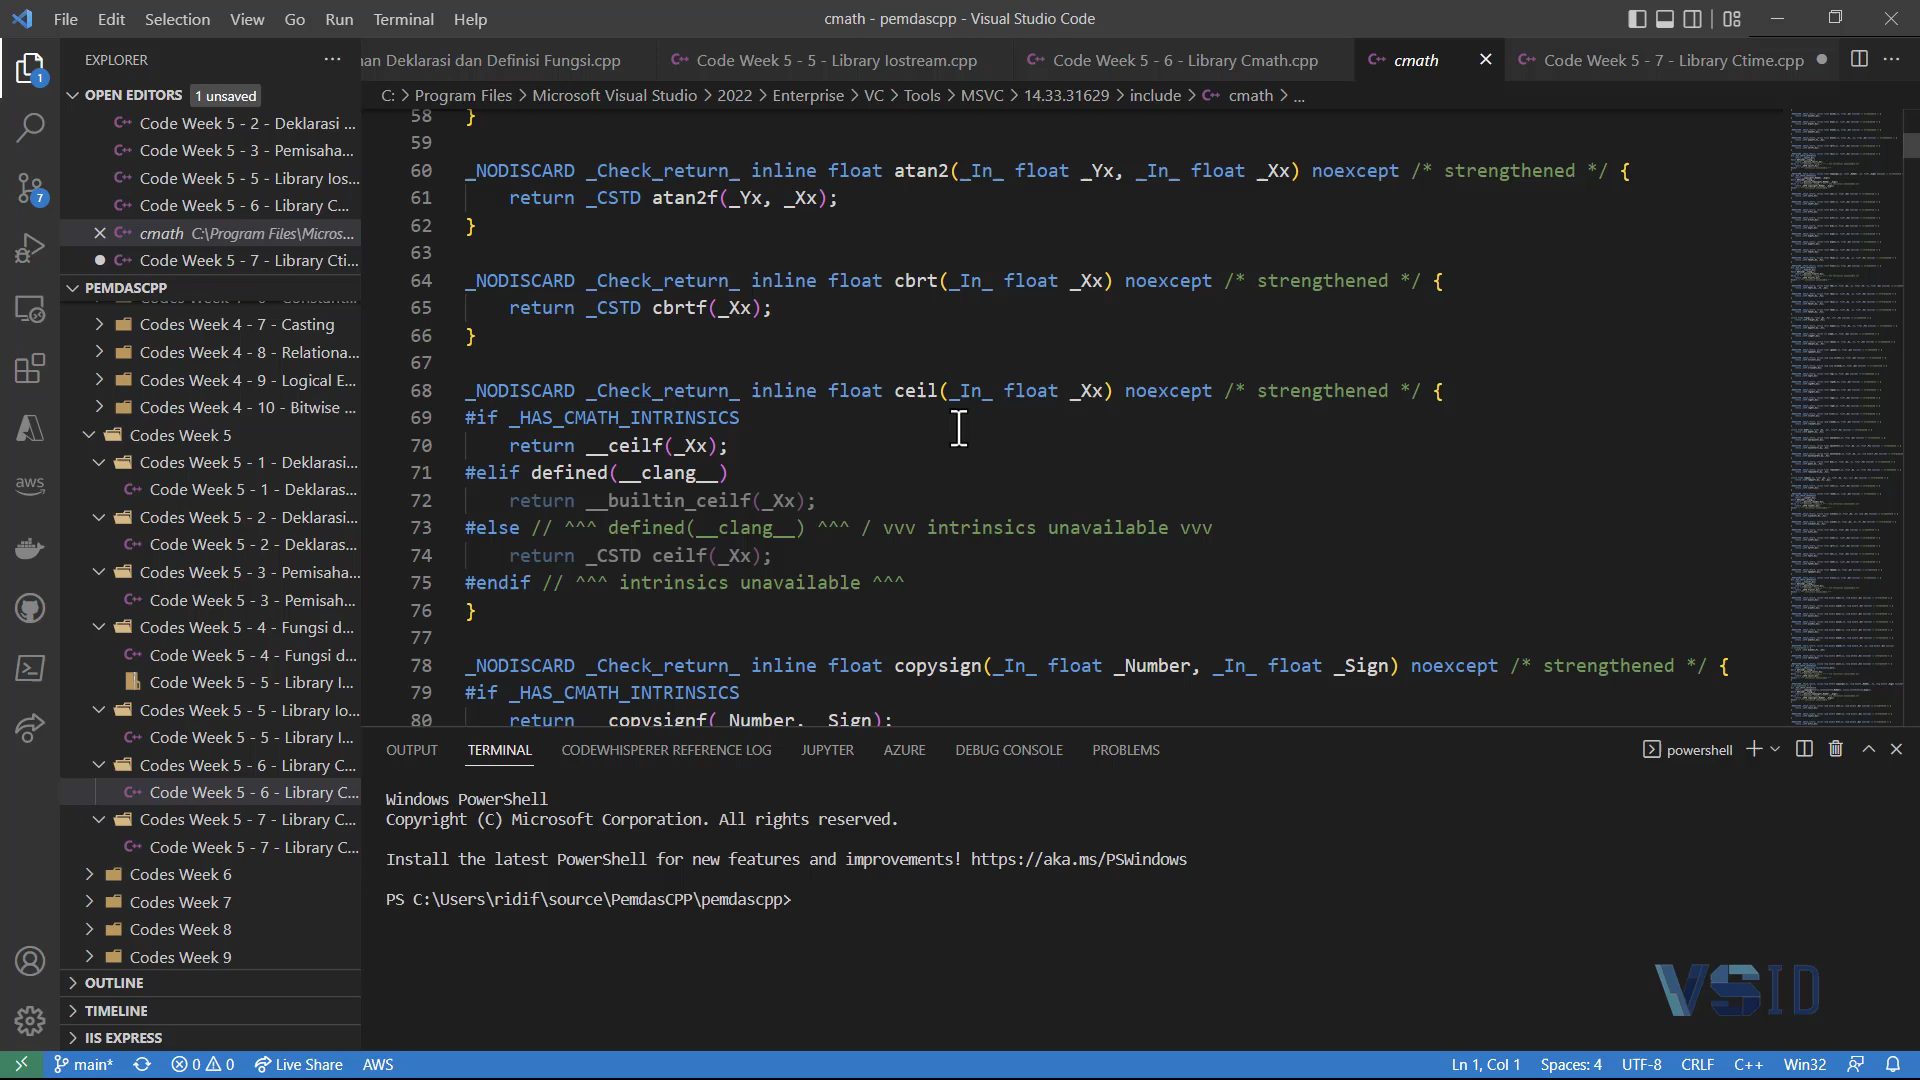 File Edit Selection View Go Run Terminal Help
cmath - pemdascpp - Visual Studio Code
EXPLORER
an Deklarasi dan Definisi Fungsi.cpp
Code Week 5 - 5 - Library Iostream.cpp
Code Week 5 - 6 - Library Cmath.cpp
cmath
Code Week 5 - 7 - Library Ctime.cpp
C: > Program Files > Microsoft Visual Studio > 2022 > Enterprise > VC > Tools > MSVC > 14.33.31629 > include > cmath > ...
OPEN EDITORS 1 unsaved
Code Week 5 - 2 - Deklarasi ...
Code Week 5 - 3 - Pemisaha...
Code Week 5 - 5 - Library Ios...
Code Week 5 - 6 - Library C...
cmath C:\Program Files\Micros...
Code Week 5 - 7 - Library Cti...
PEMDASCPP
Codes Week 4 - 7 - Casting
Codes Week 4 - 8 - Relationa...
Codes Week 4 - 9 - Logical E...
Codes Week 4 - 10 - Bitwise ...
Codes Week 5
Codes Week 5 - 1 - Deklarasi...
Code Week 5 - 1 - Deklaras...
Codes Week 5 - 2 - Deklarasi...
Code Week 5 - 2 - Deklaras...
Codes Week 5 - 3 - Pemisaha...
Code Week 5 - 3 - Pemisah...
Codes Week 5 - 4 - Fungsi d...
Code Week 5 - 4 - Fungsi d...
Code Week 5 - 5 - Library I...
Codes Week 5 - 5 - Library Io...
Code Week 5 - 5 - Library I...
Codes Week 5 - 6 - Library C...
Code Week 5 - 6 - Library C...
Codes Week 5 - 7 - Library C...
Code Week 5 - 7 - Library C...
Codes Week 6
Codes Week 7
Codes Week 8
Codes Week 9
OUTLINE
TIMELINE
IIS EXPRESS
1
7
aws
58 }
59
60 _NODISCARD _Check_return_ inline float atan2(_In_ float _Yx, _In_ float _Xx) noexcept /* strengthened */ {
61 return _CSTD atan2f(_Yx, _Xx);
62 }
63
64 _NODISCARD _Check_return_ inline float cbrt(_In_ float _Xx) noexcept /* strengthened */ {
65 return _CSTD cbrtf(_Xx);
66 }
67
68 _NODISCARD _Check_return_ inline float ceil(_In_ float _Xx) noexcept /* strengthened */ {
69 #if _HAS_CMATH_INTRINSICS
70 return __ceilf(_Xx);
71 #elif defined(__clang__)
72 return __builtin_ceilf(_Xx);
73 #else // ^^^ defined(__clang__) ^^^ / vvv intrinsics unavailable vvv
74 return _CSTD ceilf(_Xx);
75 #endif // ^^^ intrinsics unavailable ^^^
76 }
77
78 _NODISCARD _Check_return_ inline float copysign(_In_ float _Number, _In_ float _Sign) noexcept /* strengthened */ {
79 #if _HAS_CMATH_INTRINSICS
80 return __copysignf(_Number, _Sign);
OUTPUT TERMINAL CODEWHISPERER REFERENCE LOG JUPYTER AZURE DEBUG CONSOLE PROBLEMS
powershell
Windows PowerShell
Copyright (C) Microsoft Corporation. All rights reserved.
Install the latest PowerShell for new features and improvements! https://aka.ms/PSWindows
PS C:\Users\ridif\source\PemdasCPP\pemdascpp>
VSID
main* 0 0 Live Share AWS
Ln 1, Col 1 Spaces: 4 UTF-8 CRLF C++ Win32